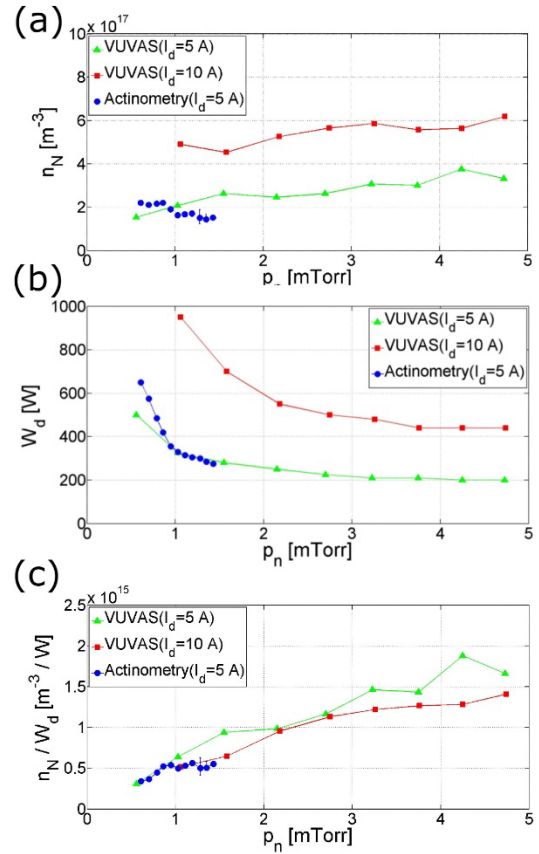 (a)
x 10^17
10
8
6
4
2
0
n_N [m^-3]
VUVAS(I_d=5 A)
VUVAS(I_d=10 A)
Actinometry(I_d=5 A)
0 1 2 3 4 5
[mTorr]
(b)
1000
800
600
400
200
0
W_d [W]
VUVAS(I_d=5 A)
VUVAS(I_d=10 A)
Actinometry(I_d=5 A)
0 1 2 3 4 5
p_n [mTorr]
(c)
x 10^15
2.5
2
1.5
1
0.5
0
n_N / W_d [m^-3 / W]
VUVAS(I_d=5 A)
VUVAS(I_d=10 A)
Actinometry(I_d=5 A)
0 1 2 3 4 5
p_n [mTorr]